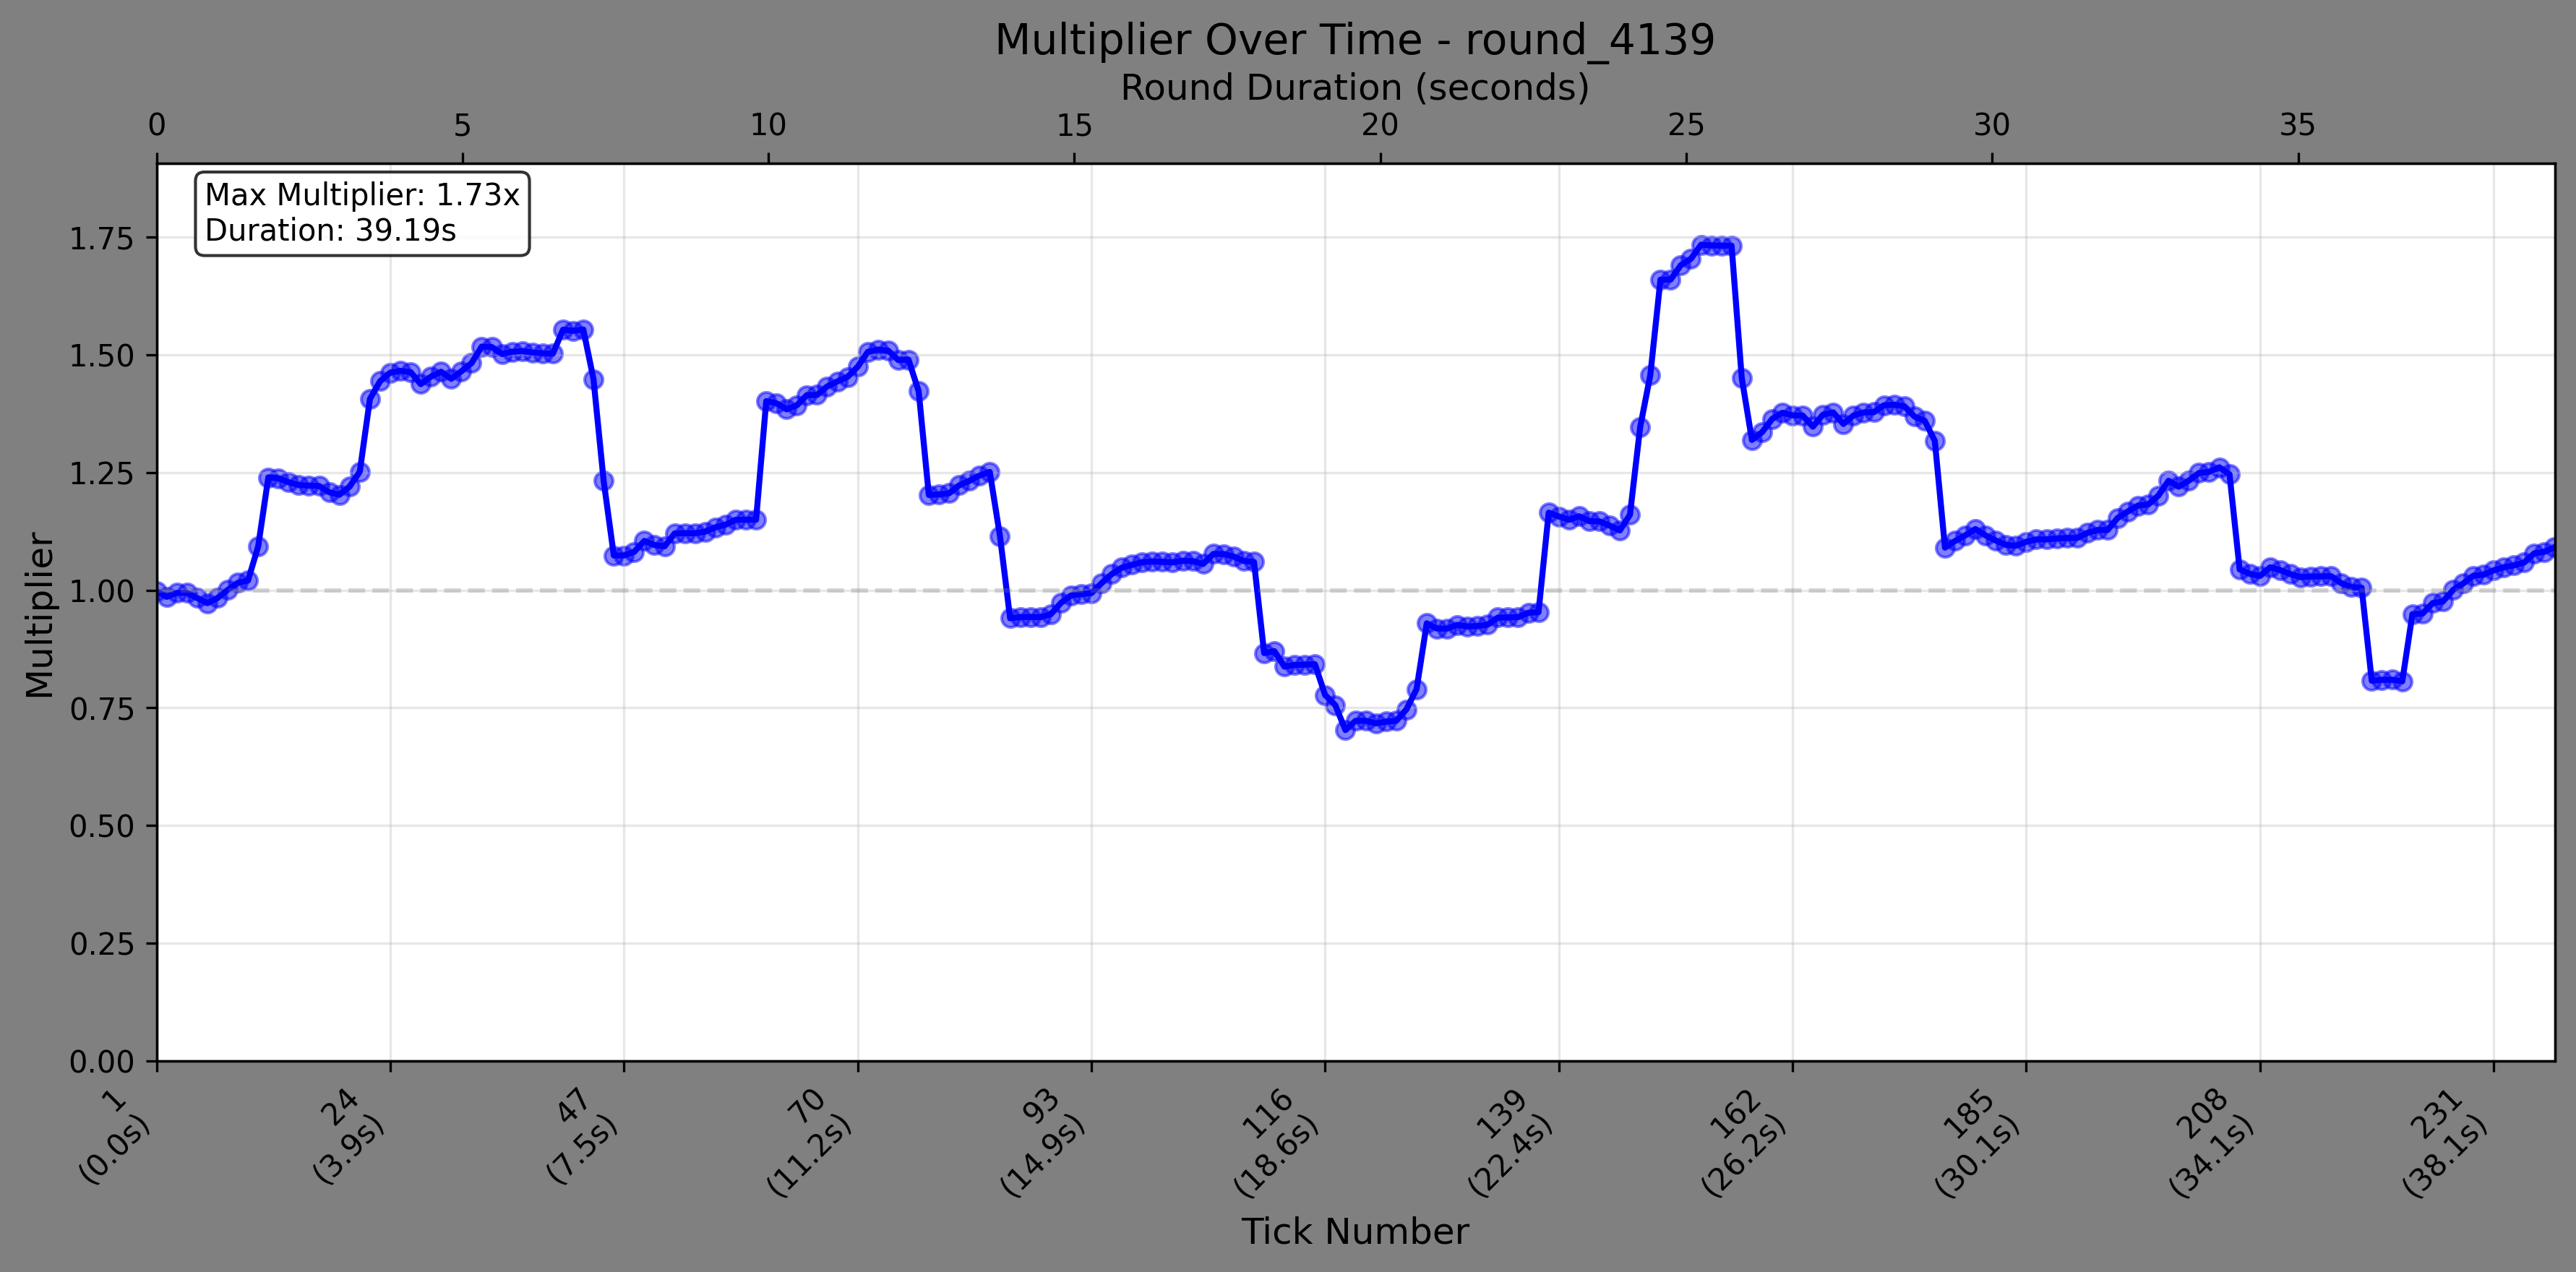 Multiplier Over Time - round_4139
Round Duration (seconds)
0 5 10 15 20 25 30 35
Max Multiplier: 1.73x
Duration: 39.19s
Multiplier
1.75
1.50
1.25
1.00
0.75
0.50
0.25
0.00
1
(0.0s)
24
(3.9s)
47
(7.5s)
70
(11.2s)
93
(14.9s)
116
(18.6s)
139
(22.4s)
162
(26.2s)
185
(30.1s)
208
(34.1s)
231
(38.1s)
Tick Number